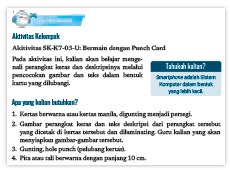 Aktivitas Kelompok
Akitivitas SK-K7-03-U: Bermain dengan Punch Card
Pada aktivitas ini, kalian akan belajar menge-
nali perangkat keras dan deskripsinya melalui
pencocokan gambar dan teks dalam bentuk
kartu yang dilubangi.
Tahukah kalian?
Smartphone adalah Sistem
Komputer dalam bentuk
yang lebih kecil.
Apa yang kalian butuhkan?
1. Kertas berwarna atau kertas manila, digunting menjadi persegi.
2. Gambar perangkat keras dan teks deskripsi dari perangkat tersebut
yang dicetak di kertas tersebut dan dilaminating. Guru kalian yang akan
menyiapkan gambar-gambar tersebut.
3. Gunting, hole punch (pelubang kertas).
4. Pita atau tali berwarna dengan panjang 10 cm.